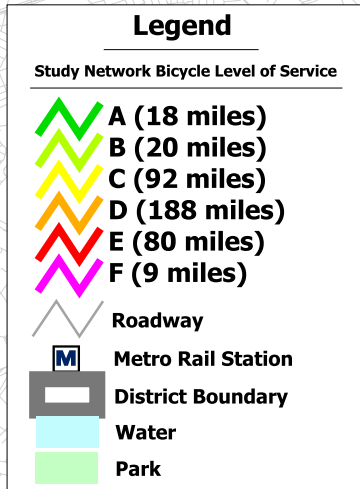 Legend
Study Network Bicycle Level of Service
A (18 miles)
B (20 miles)
C (92 miles)
D (188 miles)
E (80 miles)
F (9 miles)
Roadway
M Metro Rail Station
District Boundary
Water
Park